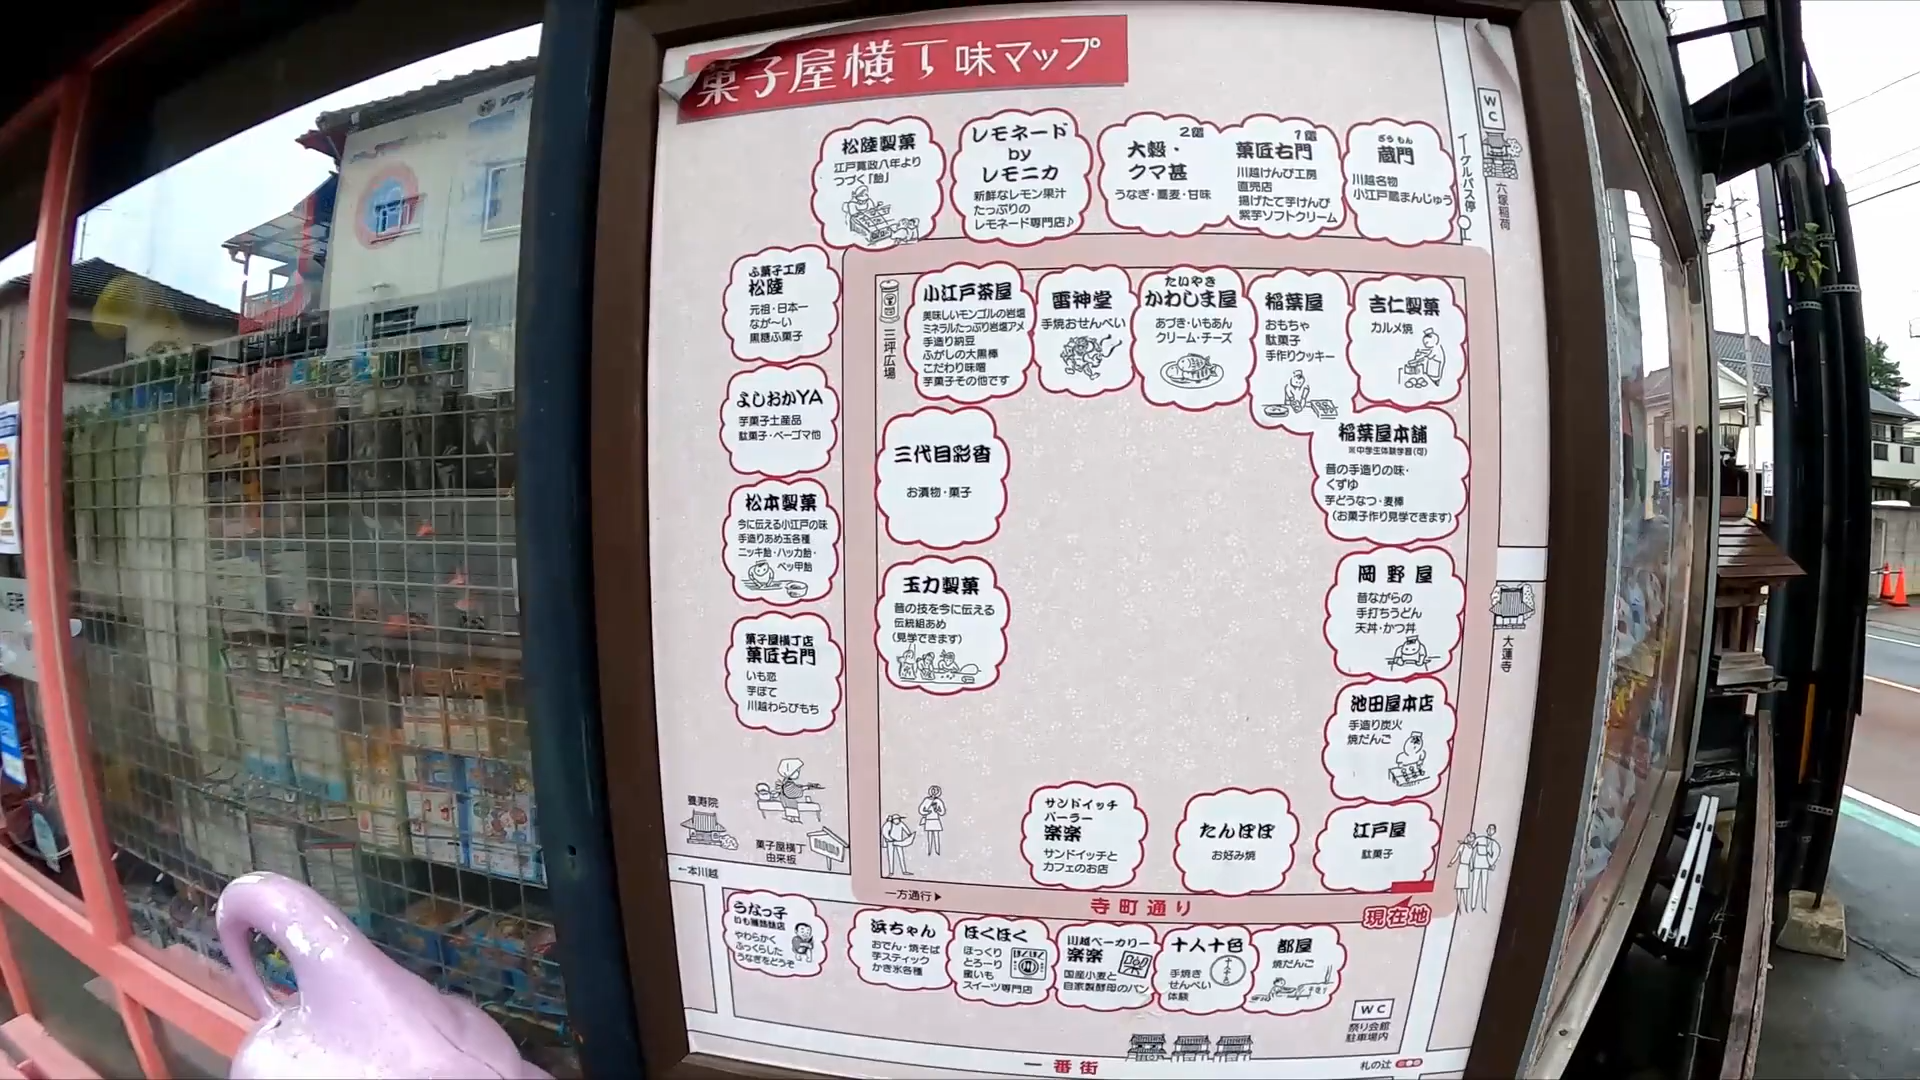 菓子屋横丁 味マップ
松陸製菓
江戸寛政八年より
つづく「飴」
レモネード
by
レモニカ
新鮮なレモン果汁
たっぷりの
レモネード専門店♪
2階
大穀・
クマ甚
うなぎ・蕎麦・甘味
1階
菓匠右門
川越けんぴ工房
直売店
揚げたて芋けんぴ
紫芋ソフトクリーム
くらもん
蔵門
川越名物
小江戸蔵まんじゅう
イーグルバス停
WC
六塚稲荷
ふ菓子工房
松陸
元祖・日本一
なが〜い
黒糖ふ菓子
三坪広場
小江戸茶屋
美味しいモンゴルの岩塩
ミネラルたっぷり岩塩アメ
手造り納豆
ふがしの大黒棒
こだわり味噌
芋菓子その他です
雷神堂
手焼おせんべい
たいやき
かわしま屋
あづき・いもあん
クリーム・チーズ
稲葉屋
おもちゃ
駄菓子
手作りクッキー
吉仁製菓
カルメ焼
よしおかYA
芋菓子土産品
駄菓子・ベーゴマ他
三代目彩香
お漬物・菓子
稲葉屋本舗
※中学生体験学習(可)
昔の手造りの味・
くずゆ
芋どうなつ・麦棒
(お菓子作り見学できます)
松本製菓
今に伝える小江戸の味
手造りあめ玉各種
ニッキ飴・ハッカ飴・
ベッ甲飴
玉力製菓
昔の技を今に伝える
伝統組あめ
(見学できます)
岡野屋
昔ながらの
手打ちうどん
天丼・かつ丼
大蓮寺
菓子屋横丁店
菓匠右門
いも恋
芋ぽて
川越わらびもち
池田屋本店
手造り炭火
焼だんご
養寿院
菓子屋横丁
由来板
サンドイッチ
パーラー
楽楽
サンドイッチと
カフェのお店
たんぽぽ
お好み焼
江戸屋
駄菓子
←本川越
一方通行▶
寺町通り
現在地
うなっ子
いも膳姉妹店
やわらかく
ふっくらした
うなぎをどうぞ
浜ちゃん
おでん・焼そば
芋スティック
かき氷各種
ほくほく
ほっくり
とろーり
蜜いも
スイーツ専門店
川越ベーカリー
楽楽
国産小麦と
自家製酵母のパン
十人十色
手焼き
せんべい
体験
都屋
焼だんご
WC
祭り会館
駐車場内
一番街
札の辻